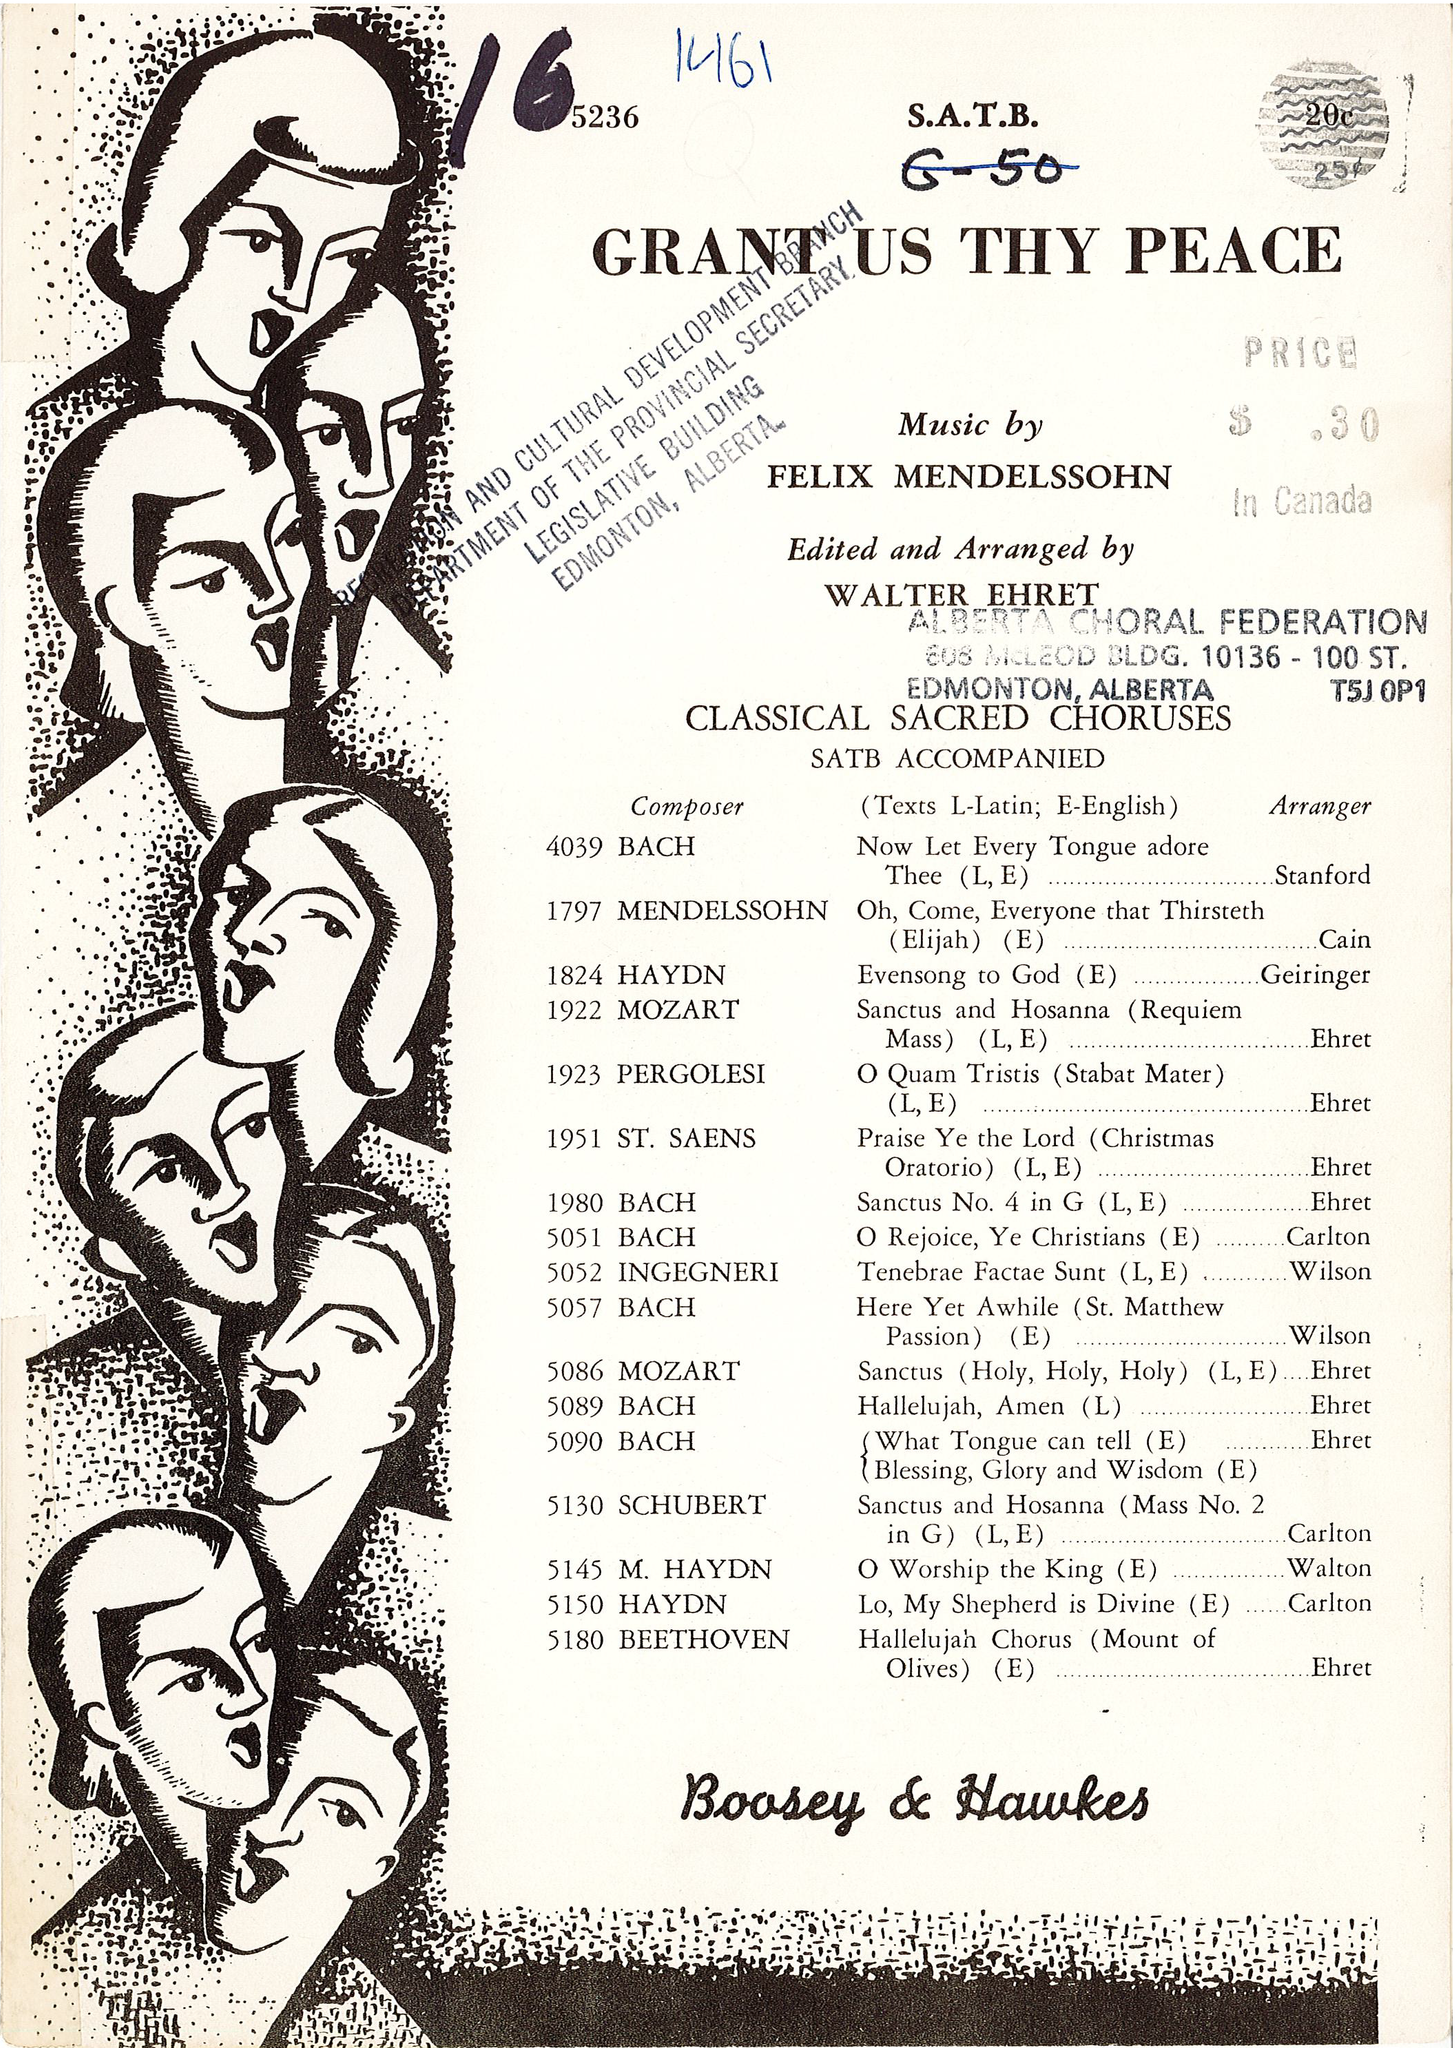 16
1461
5236
S.A.T.B.
20c
25¢
G-50
GRANT US THY PEACE
RECREATION AND CULTURAL DEVELOPMENT BRANCH
DEPARTMENT OF THE PROVINCIAL SECRETARY
LEGISLATIVE BUILDING
EDMONTON, ALBERTA.
PRICE
$ .30
In Canada
Music by
FELIX MENDELSSOHN
Edited and Arranged by
WALTER EHRET
ALBERTA CHORAL FEDERATION
608 McLEOD BLDG. 10136 - 100 ST.
EDMONTON, ALBERTA T5J 0P1
CLASSICAL SACRED CHORUSES
SATB ACCOMPANIED
Composer (Texts L-Latin; E-English) Arranger
4039 BACH Now Let Every Tongue adore
Thee (L, E) ..............................Stanford
1797 MENDELSSOHN Oh, Come, Everyone that Thirsteth
(Elijah) (E) ..................................Cain
1824 HAYDN Evensong to God (E) ..................Geiringer
1922 MOZART Sanctus and Hosanna (Requiem
Mass) (L, E) ................................Ehret
1923 PERGOLESI O Quam Tristis (Stabat Mater)
(L, E) ............................................Ehret
1951 ST. SAENS Praise Ye the Lord (Christmas
Oratorio) (L, E) ............................Ehret
1980 BACH Sanctus No. 4 in G (L, E) .................Ehret
5051 BACH O Rejoice, Ye Christians (E) ..........Carlton
5052 INGEGNERI Tenebrae Factae Sunt (L, E) ............Wilson
5057 BACH Here Yet Awhile (St. Matthew
Passion) (E) ............................Wilson
5086 MOZART Sanctus (Holy, Holy, Holy) (L, E)....Ehret
5089 BACH Hallelujah, Amen (L) ......................Ehret
5090 BACH {What Tongue can tell (E) ...........Ehret
Blessing, Glory and Wisdom (E)
5130 SCHUBERT Sanctus and Hosanna (Mass No. 2
in G) (L, E) ..............................Carlton
5145 M. HAYDN O Worship the King (E) ...............Walton
5150 HAYDN Lo, My Shepherd is Divine (E) ......Carlton
5180 BEETHOVEN Hallelujah Chorus (Mount of
Olives) (E) ..................................Ehret
Boosey & Hawkes